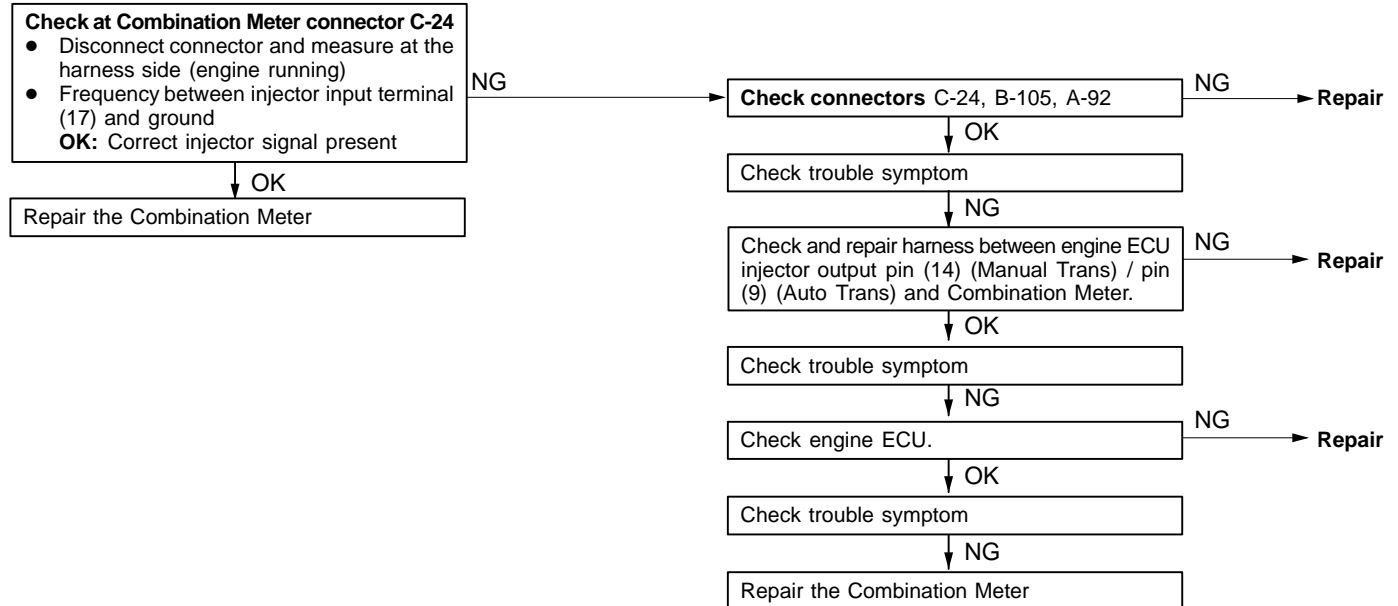 Check at Combination Meter connector C-24
● Disconnect connector and measure at the
harness side (engine running)
● Frequency between injector input terminal
(17) and ground
OK: Correct injector signal present
NG
OK
Repair the Combination Meter
Check connectors C-24, B-105, A-92
NG
Repair
OK
Check trouble symptom
NG
Check and repair harness between engine ECU
injector output pin (14) (Manual Trans) / pin
(9) (Auto Trans) and Combination Meter.
NG
Repair
OK
Check trouble symptom
NG
Check engine ECU.
NG
Repair
OK
Check trouble symptom
NG
Repair the Combination Meter